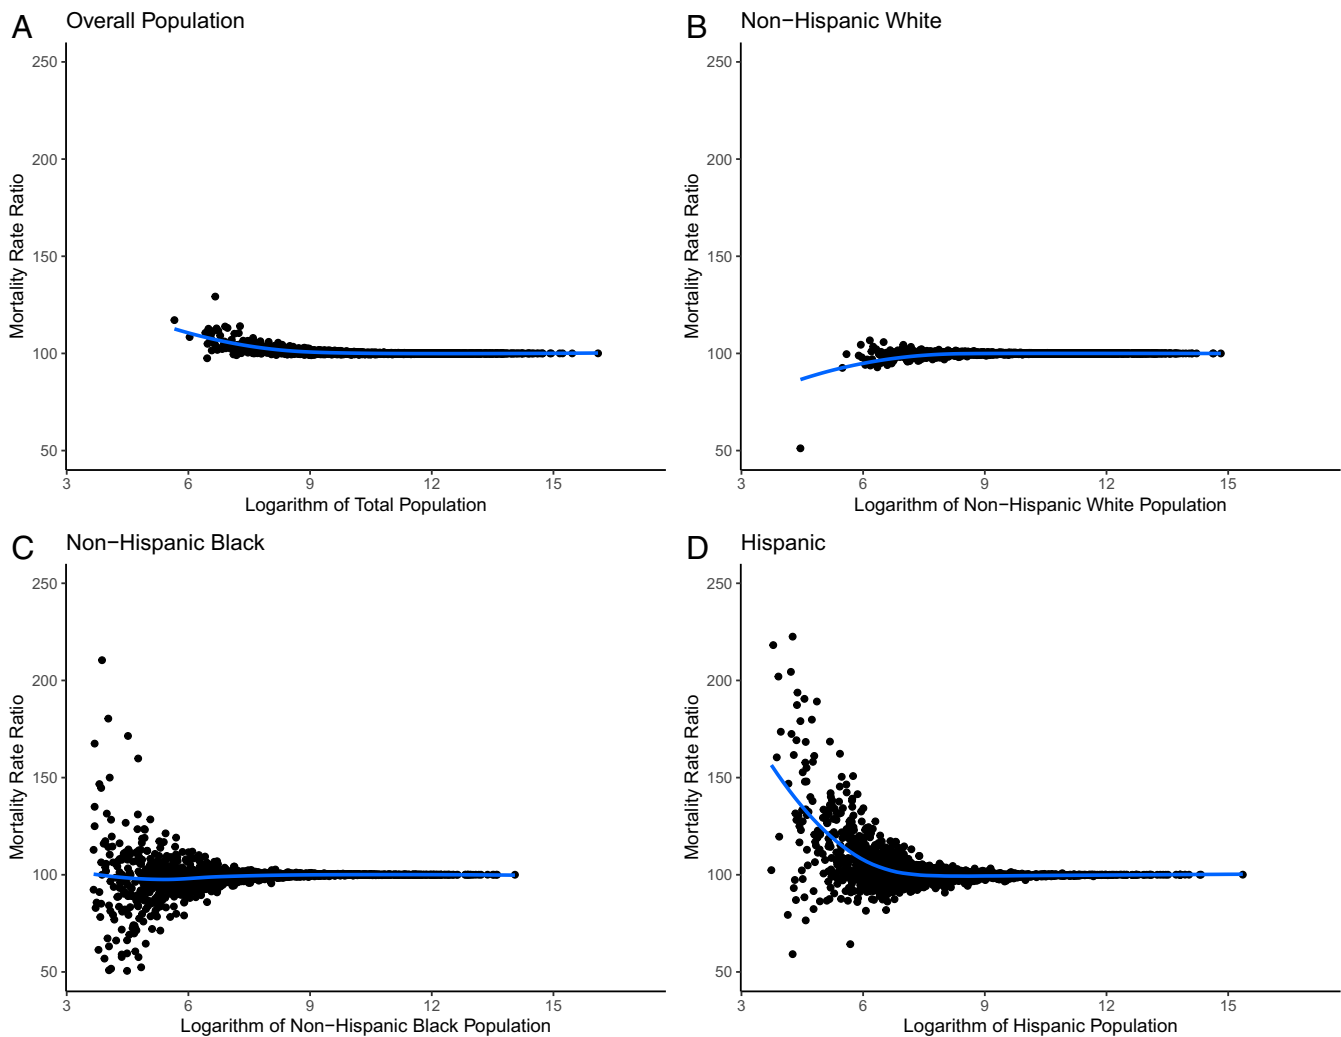 A Overall Population
250
200
150
100
50
3 6 9 12 15
Mortality Rate Ratio
Logarithm of Total Population
B Non−Hispanic White
250
200
150
100
50
3 6 9 12 15
Mortality Rate Ratio
Logarithm of Non−Hispanic White Population
C Non−Hispanic Black
250
200
150
100
50
3 6 9 12 15
Mortality Rate Ratio
Logarithm of Non−Hispanic Black Population
D Hispanic
250
200
150
100
50
3 6 9 12 15
Mortality Rate Ratio
Logarithm of Hispanic Population